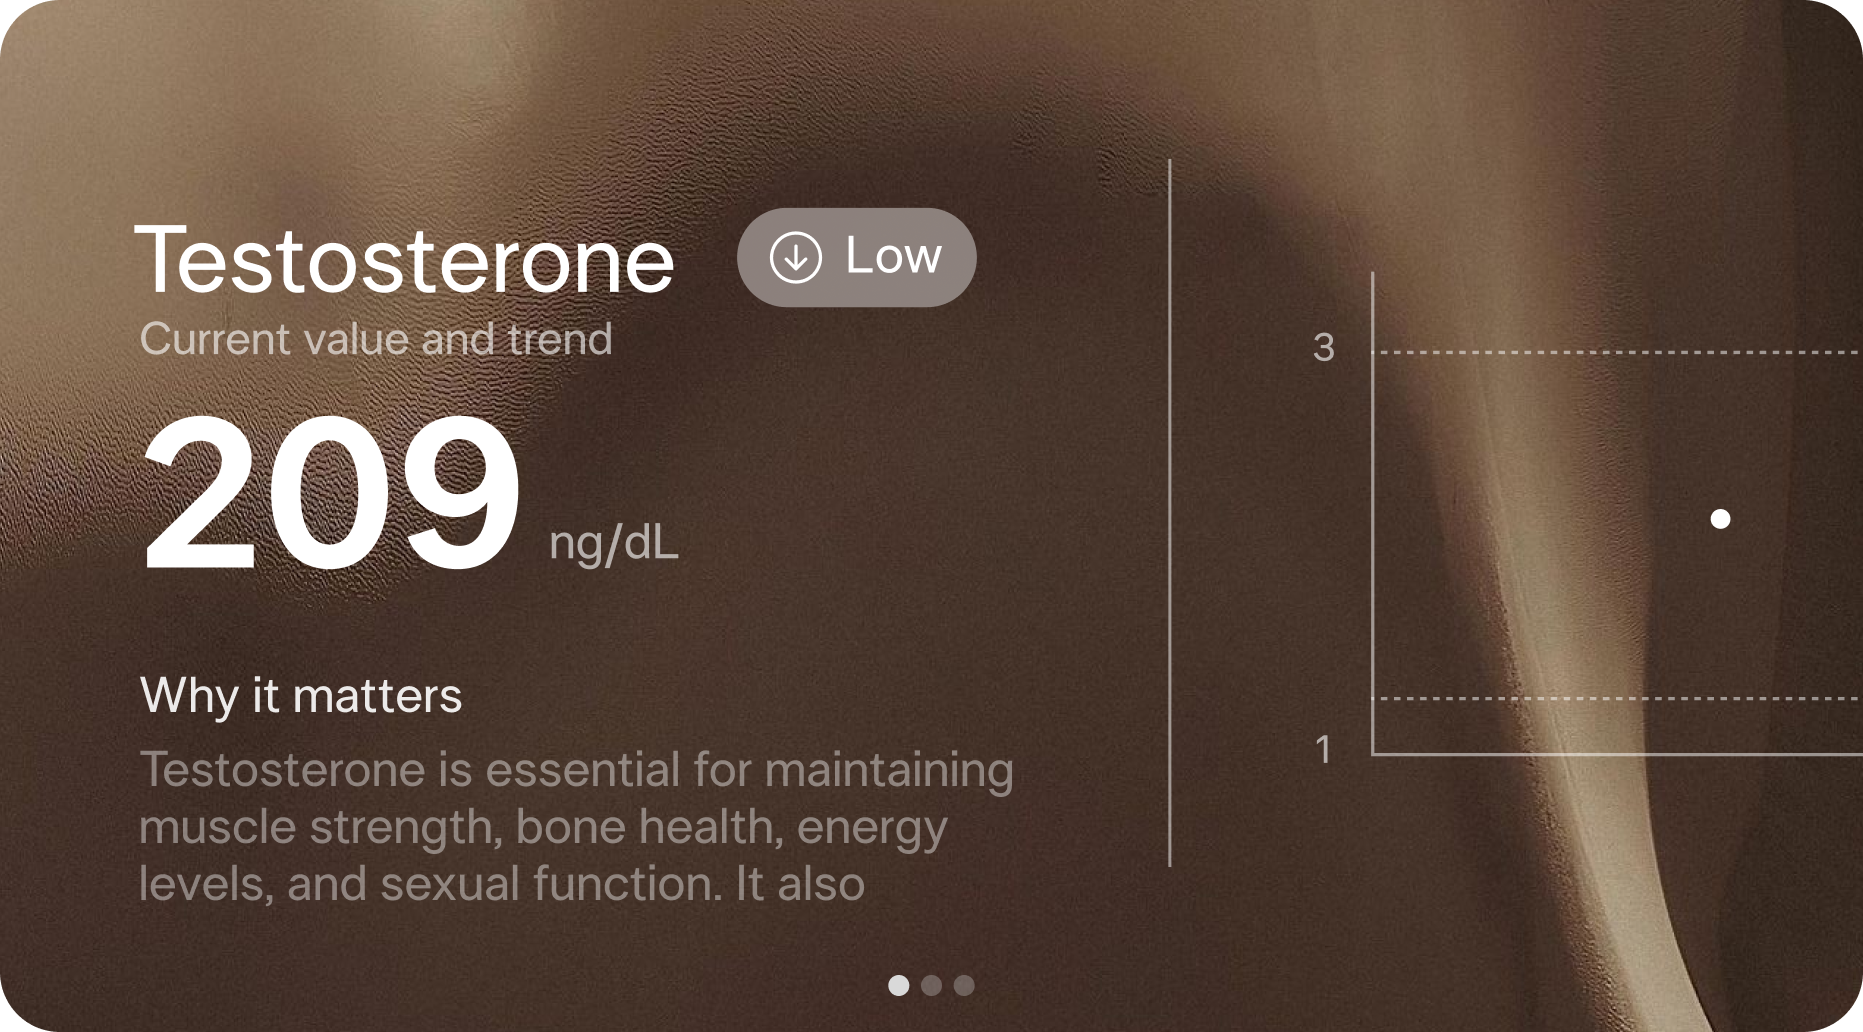 Testosterone
Low
Current value and trend
209 ng/dL
Why it matters
Testosterone is essential for maintaining
muscle strength, bone health, energy
levels, and sexual function. It also
3
1